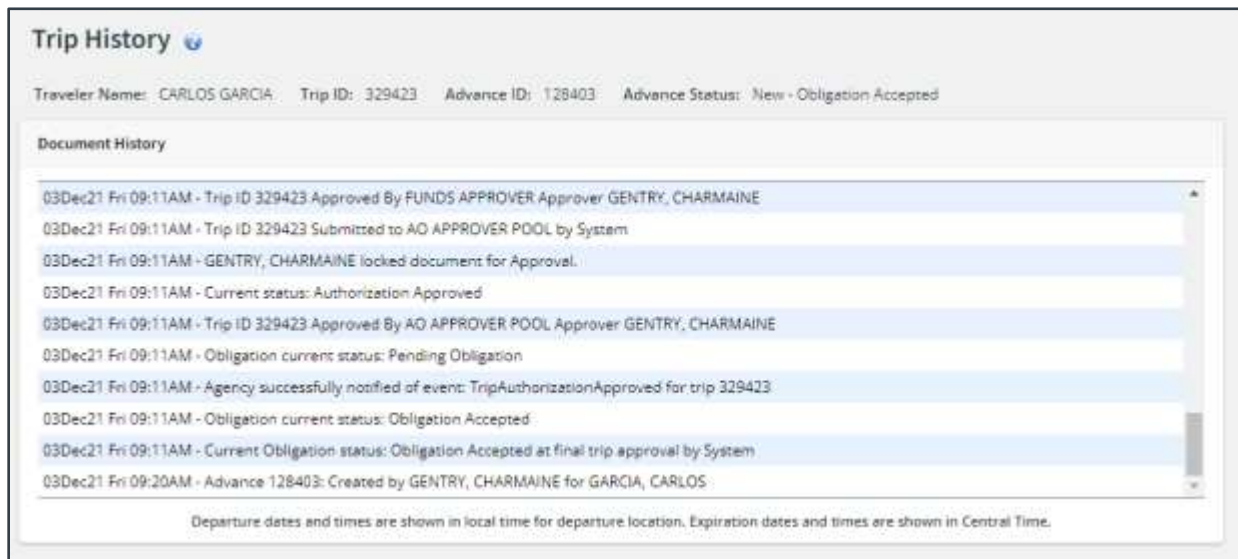 Trip History
Traveler Name: CARLOS GARCIA Trip ID: 329423 Advance ID: 128403 Advance Status: New - Obligation Accepted
Document History
03Dec21 Fri 09:11AM - Trip ID 329423 Approved By FUNDS APPROVER Approver GENTRY, CHARMAINE
03Dec21 Fri 09:11AM - Trip ID 329423 Submitted to AO APPROVER POOL by System
03Dec21 Fri 09:11AM - GENTRY, CHARMAINE locked document for Approval.
03Dec21 Fri 09:11AM - Current status: Authorization Approved
03Dec21 Fri 09:11AM - Trip ID 329423 Approved By AO APPROVER POOL Approver GENTRY, CHARMAINE
03Dec21 Fri 09:11AM - Obligation current status: Pending Obligation
03Dec21 Fri 09:11AM - Agency successfully notified of event: TripAuthorizationApproved for trip 329423
03Dec21 Fri 09:11AM - Obligation current status: Obligation Accepted
03Dec21 Fri 09:11AM - Current Obligation status: Obligation Accepted at final trip approval by System
03Dec21 Fri 09:20AM - Advance 128403: Created by GENTRY, CHARMAINE for GARCIA, CARLOS
Departure dates and times are shown in local time for departure location. Expiration dates and times are shown in Central Time.